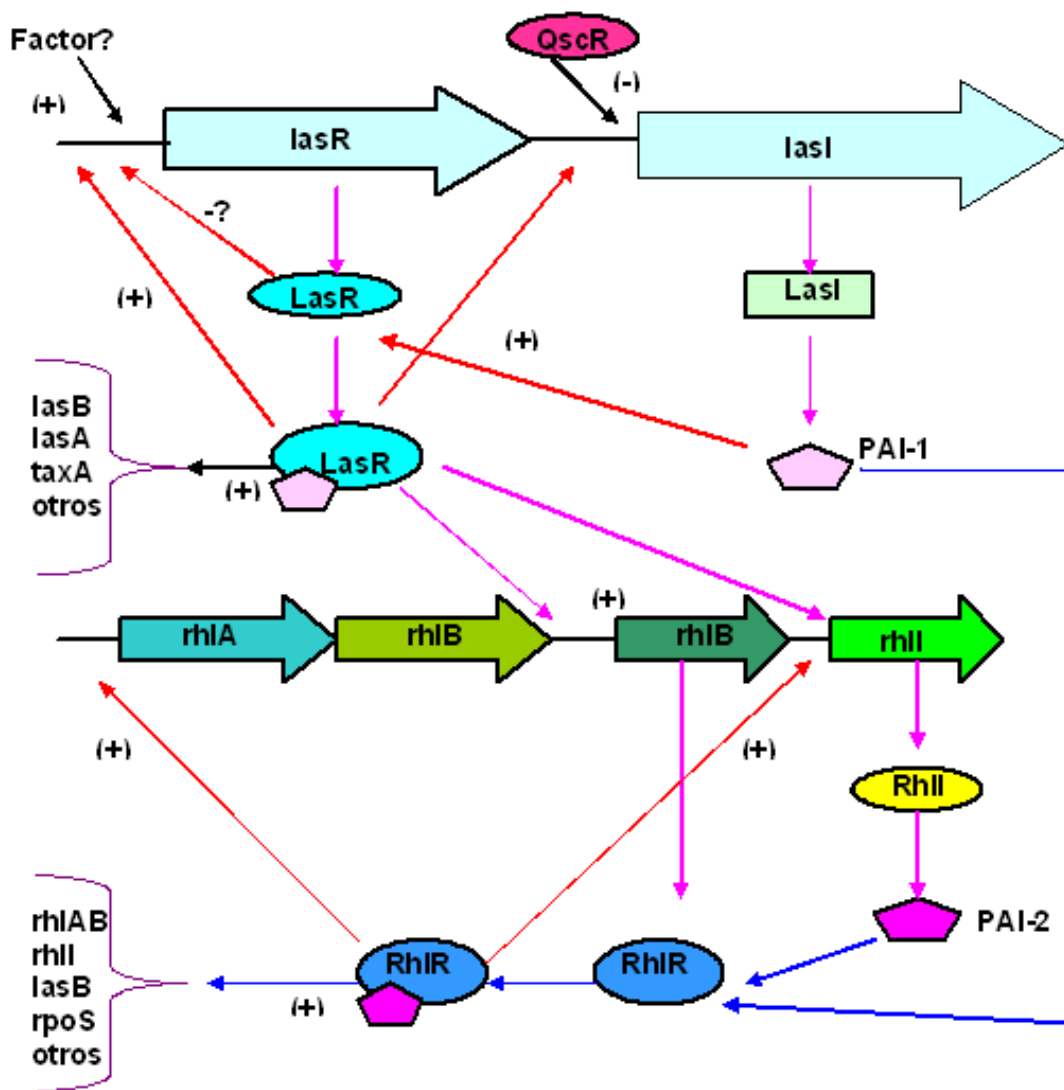 Factor?
QscR
(+)
(-)
lasR
lasI
-?
(+)
LasR
LasI
(+)
lasB
lasA
taxA
otros
LasR
(+)
PAI-1
(+)
rhlA
rhlB
rhlB
rhlI
(+)
(+)
RhlI
rhlAB
rhlI
lasB
rpoS
otros
RhlR
(+)
RhlR
PAI-2